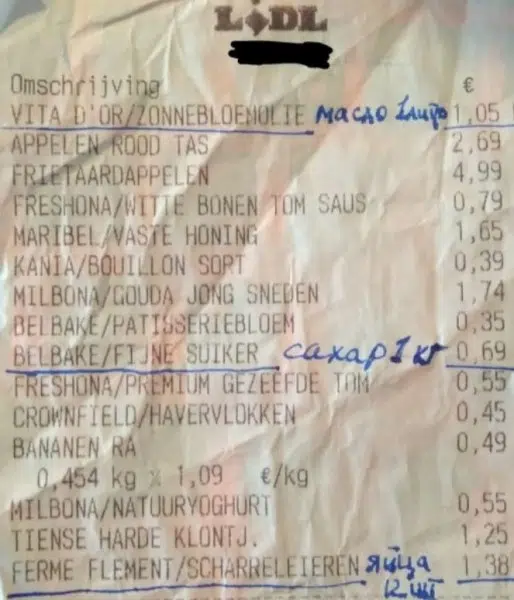 LIDL
Omschrijving €
VITA D'OR/ZONNEBLOEMOLIE масло 1литр 1,05
APPELEN ROOD TAS 2,69
FRIETAARDAPPELEN 4,99
FRESHONA/WITTE BONEN TOM SAUS 0,79
MARIBEL/VASTE HONING 1,65
KANIA/BOUILLON SORT 0,39
MILBONA/GOUDA JONG SNEDEN 1,74
BELBAKE/PATISSERIEBLOEM 0,35
BELBAKE/FIJNE SUIKER сахар 1 кг 0,69
FRESHONA/PREMIUM GEZEEFDE TOM 0,55
CROWNFIELD/HAVERVLOKKEN 0,45
BANANEN RA 0,49
0,454 kg x 1,09 €/kg
MILBONA/NATUURYOGHURT 0,55
TIENSE HARDE KLONTJ. 1,25
FERME FLEMENT/SCHARRELEIEREN яйца 1,38
12 шт